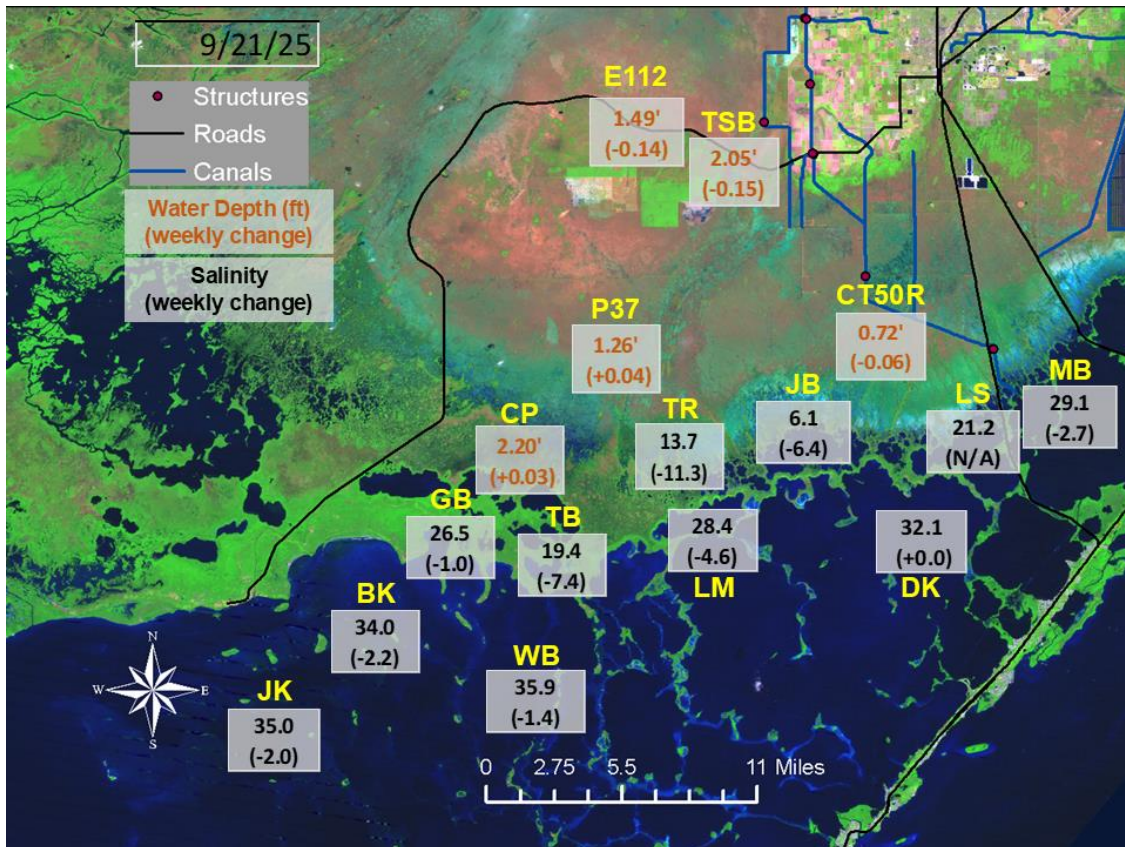 9/21/25
Structures
Roads
Canals
Water Depth (ft)
(weekly change)
Salinity
(weekly change)
E112
1.49'
(-0.14)
TSB
2.05'
(-0.15)
P37
1.26'
(+0.04)
CT50R
0.72'
(-0.06)
CP
2.20'
(+0.03)
TR
13.7
(-11.3)
JB
6.1
(-6.4)
LS
21.2
(N/A)
MB
29.1
(-2.7)
GB
26.5
(-1.0)
TB
19.4
(-7.4)
28.4
(-4.6)
LM
32.1
(+0.0)
DK
BK
34.0
(-2.2)
WB
35.9
(-1.4)
JK
35.0
(-2.0)
N
W E
S
0 2.75 5.5 11 Miles